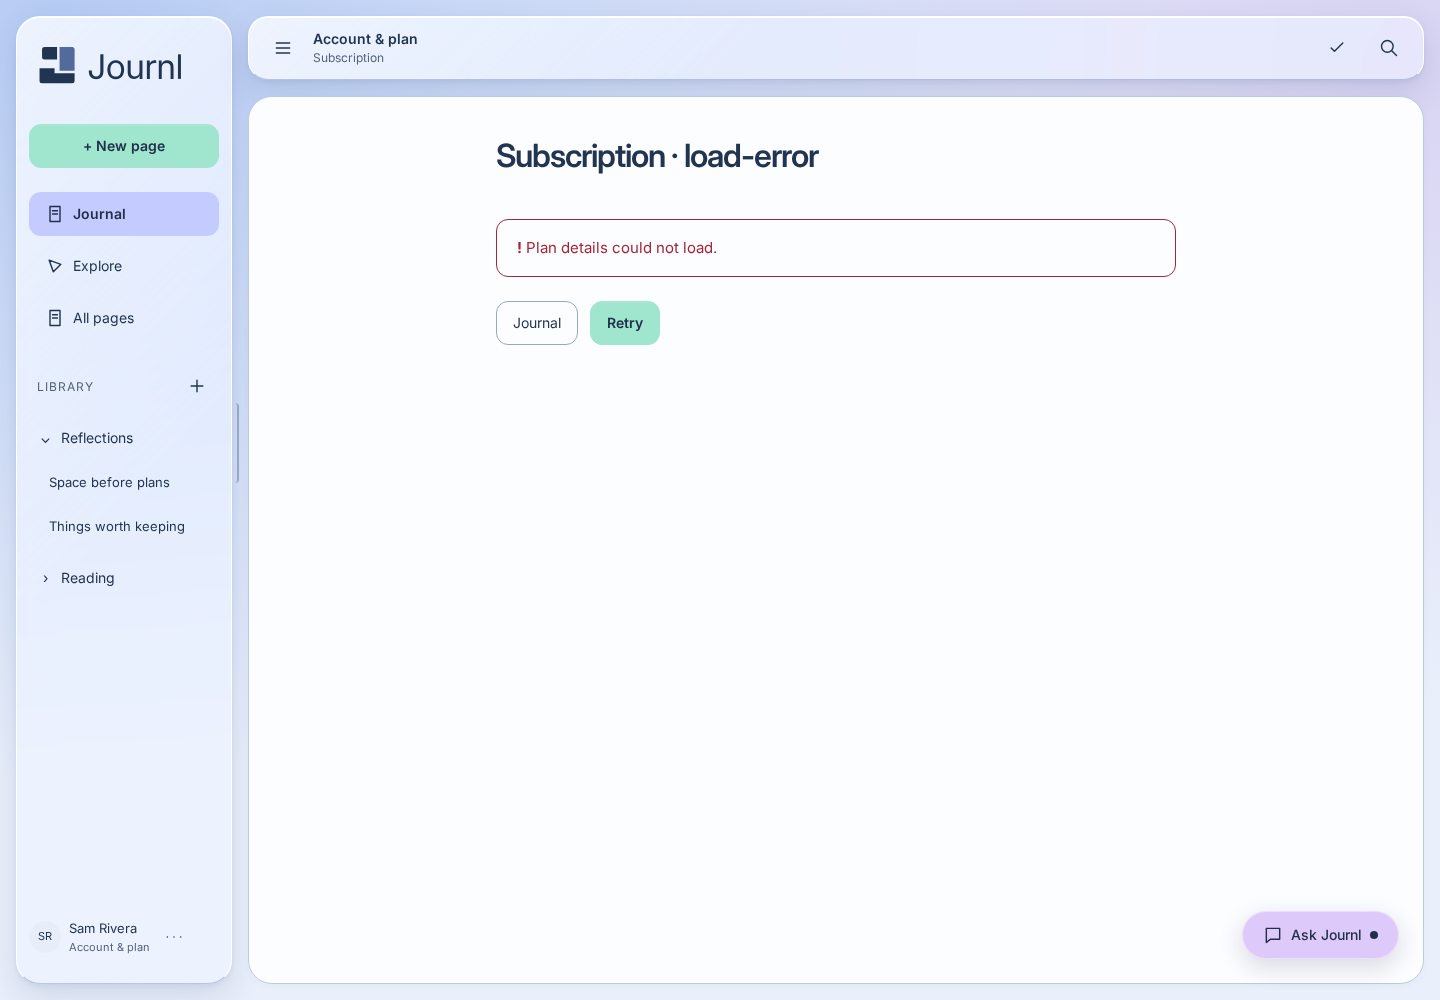 Journl
+ New page
Journal
Explore
All pages
LIBRARY
Reflections
Space before plans
Things worth keeping
Reading
SR
Sam Rivera
Account & plan
Account & plan
Subscription
Subscription · load-error
! Plan details could not load.
Journal
Retry
Ask Journl